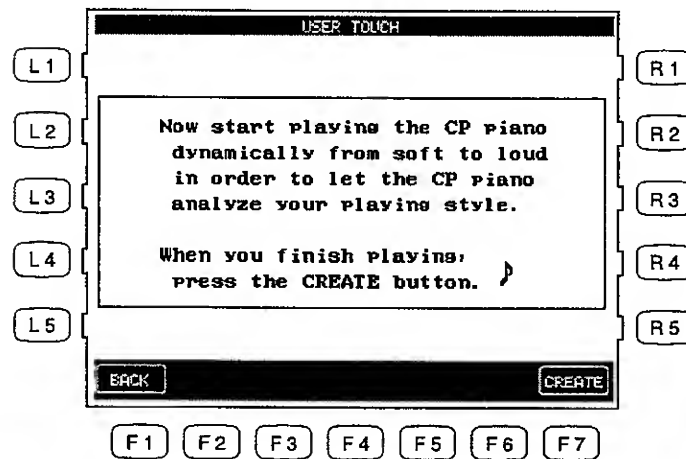 USER TOUCH
L1
R1
L2
R2
L3
R3
L4
R4
L5
R5
Now start playing the CP piano
dynamically from soft to loud
in order to let the CP piano
analyze your playing style.
When you finish playing,
press the CREATE button.
BACK
CREATE
F1 F2 F3 F4 F5 F6 F7